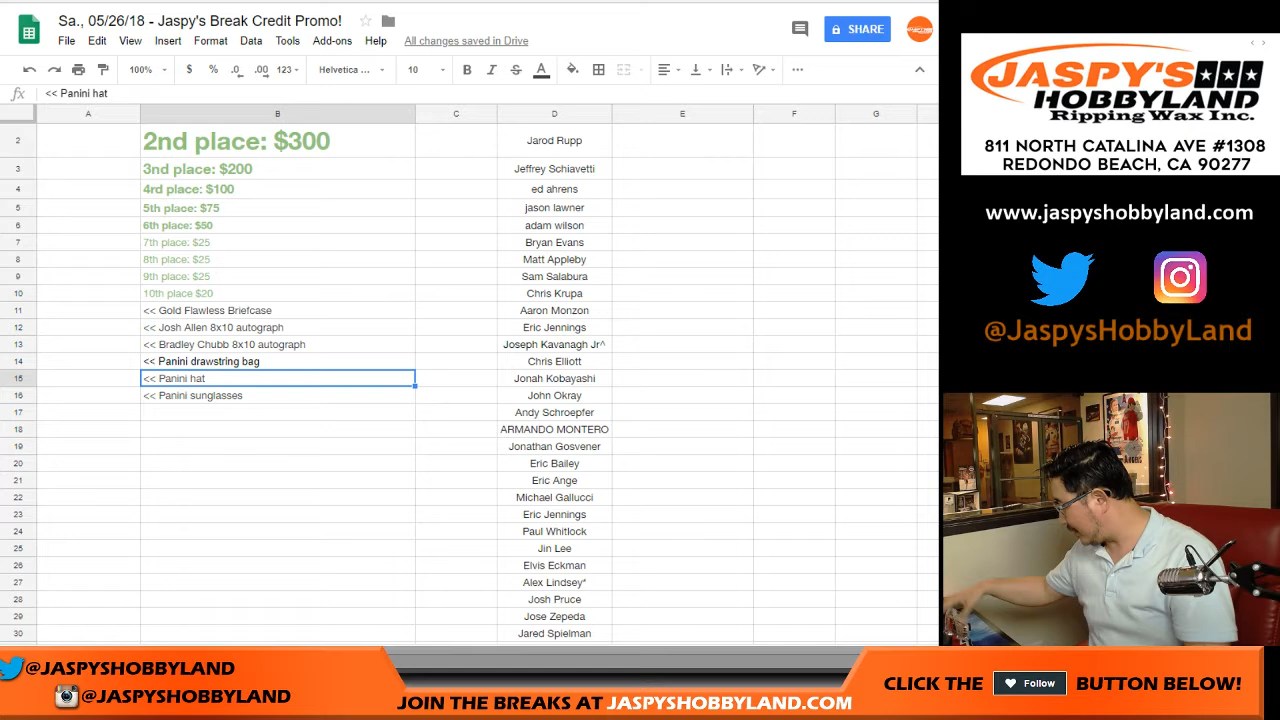 Sa., 05/26/18 - Jaspy's Break Credit Promo!
File Edit View Insert Format Data Tools Add-ons Help All changes saved in Drive
SHARE
100% $ % .0 .00 123 Helvetica ... 10 B I S A
fx << Panini hat
A B C D E F G
2 2nd place: $300 Jarod Rupp
3 3nd place: $200 Jeffrey Schiavetti
4 4rd place: $100 ed ahrens
5 5th place: $75 jason lawner
6 6th place: $50 adam wilson
7 7th place: $25 Bryan Evans
8 8th place: $25 Matt Appleby
9 9th place: $25 Sam Salabura
10 10th place $20 Chris Krupa
11 << Gold Flawless Briefcase Aaron Monzon
12 << Josh Allen 8x10 autograph Eric Jennings
13 << Bradley Chubb 8x10 autograph Joseph Kavanagh Jr^
14 << Panini drawstring bag Chris Elliott
15 << Panini hat Jonah Kobayashi
16 << Panini sunglasses John Okray
17 Andy Schroepfer
18 ARMANDO MONTERO
19 Jonathan Gosvener
20 Eric Bailey
21 Eric Ange
22 Michael Gallucci
23 Eric Jennings
24 Paul Whitlock
25 Jin Lee
26 Elvis Eckman
27 Alex Lindsey*
28 Josh Pruce
29 Jose Zepeda
30 Jared Spielman
JASPY'S
HOBBYLAND
Ripping Wax Inc.
811 NORTH CATALINA AVE #1308
REDONDO BEACH, CA 90277
www.jaspyshobbyland.com
@JaspysHobbyLand
@JASPYSHOBBYLAND
@JASPYSHOBBYLAND
JOIN THE BREAKS AT JASPYSHOBBYLAND.COM
CLICK THE Follow BUTTON BELOW!